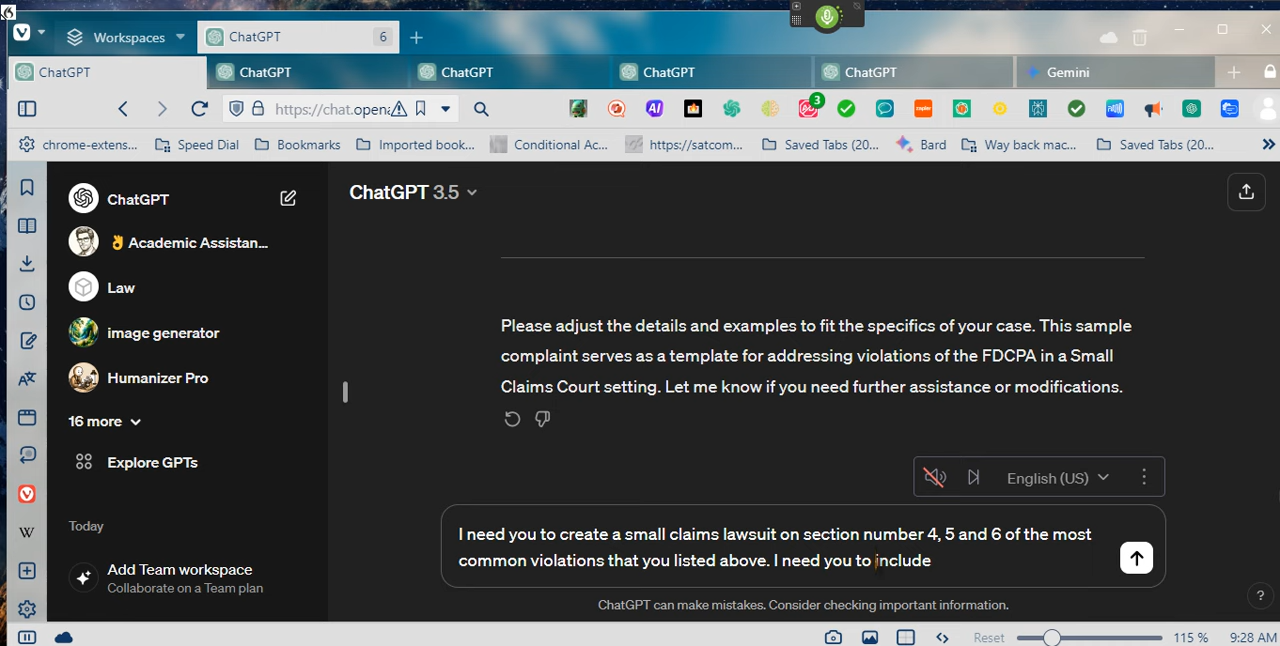 Workspaces
ChatGPT
6
ChatGPT
ChatGPT
ChatGPT
ChatGPT
ChatGPT
Gemini
https://chat.opena
AI
3
chrome-extens...
Speed Dial
Bookmarks
Imported book...
Conditional Ac...
https://satcom...
Saved Tabs (20...
Bard
Way back mac...
Saved Tabs (20...
ChatGPT
ChatGPT 3.5
Academic Assistan...
Law
image generator
Humanizer Pro
16 more
Explore GPTs
Today
Add Team workspace
Collaborate on a Team plan
Please adjust the details and examples to fit the specifics of your case. This sample
complaint serves as a template for addressing violations of the FDCPA in a Small
Claims Court setting. Let me know if you need further assistance or modifications.
English (US)
I need you to create a small claims lawsuit on section number 4, 5 and 6 of the most
common violations that you listed above. I need you to include
ChatGPT can make mistakes. Consider checking important information.
?
W
Reset
115 %
9:28 AM